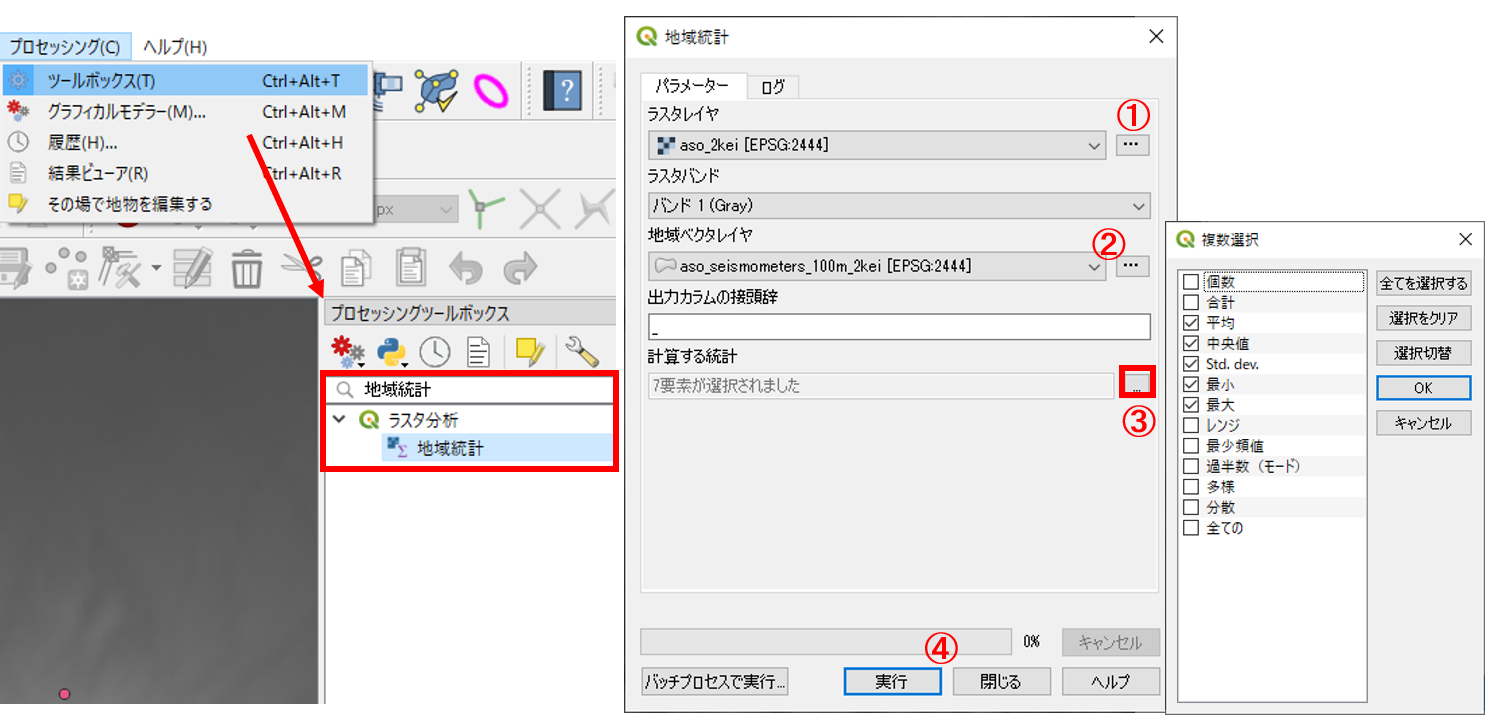 プロセッシング(C) ヘルプ(H)
ツールボックス(T) Ctrl+Alt+T
グラフィカルモデラー(M)... Ctrl+Alt+M
履歴(H)... Ctrl+Alt+H
結果ビューア(R) Ctrl+Alt+R
その場で地物を編集する
px
プロセッシングツールボックス
地域統計
ラスタ分析
地域統計
地域統計
パラメーター ログ
ラスタレイヤ
①
aso_2kei [EPSG:2444] ...
ラスタバンド
バンド 1 (Gray)
地域ベクタレイヤ
②
aso_seismometers_100m_2kei [EPSG:2444] ...
出力カラムの接頭辞
_
計算する統計
7要素が選択されました ...
③
0% キャンセル
④
バッチプロセスで実行... 実行 閉じる ヘルプ
複数選択
個数
合計
平均
中央値
Std. dev.
最小
最大
レンジ
最少頻値
過半数（モード）
多様
分散
全ての
全てを選択する
選択をクリア
選択切替
OK
キャンセル